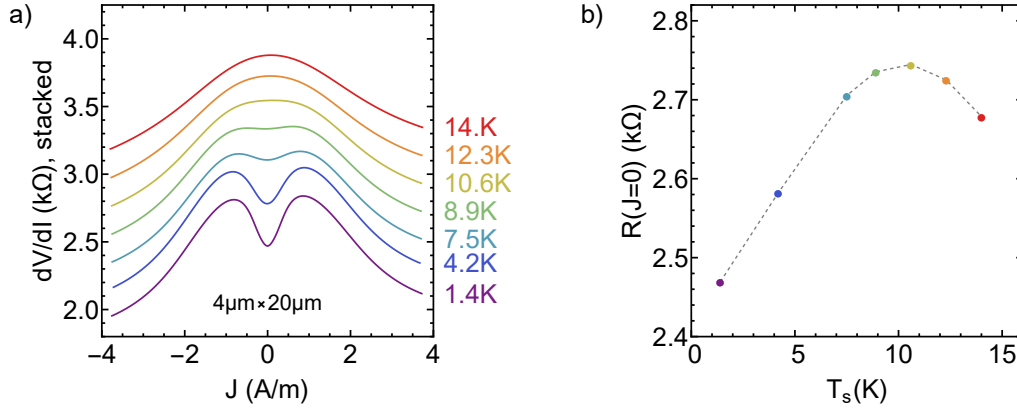 a)
dV/dI (kΩ), stacked
4.0
3.5
3.0
2.5
2.0
−4
−2
0
2
4
J (A/m)
4μm×20μm
14.K
12.3K
10.6K
8.9K
7.5K
4.2K
1.4K
b)
R(J=0) (kΩ)
2.8
2.7
2.6
2.5
2.4
0
5
10
15
Tₛ(K)